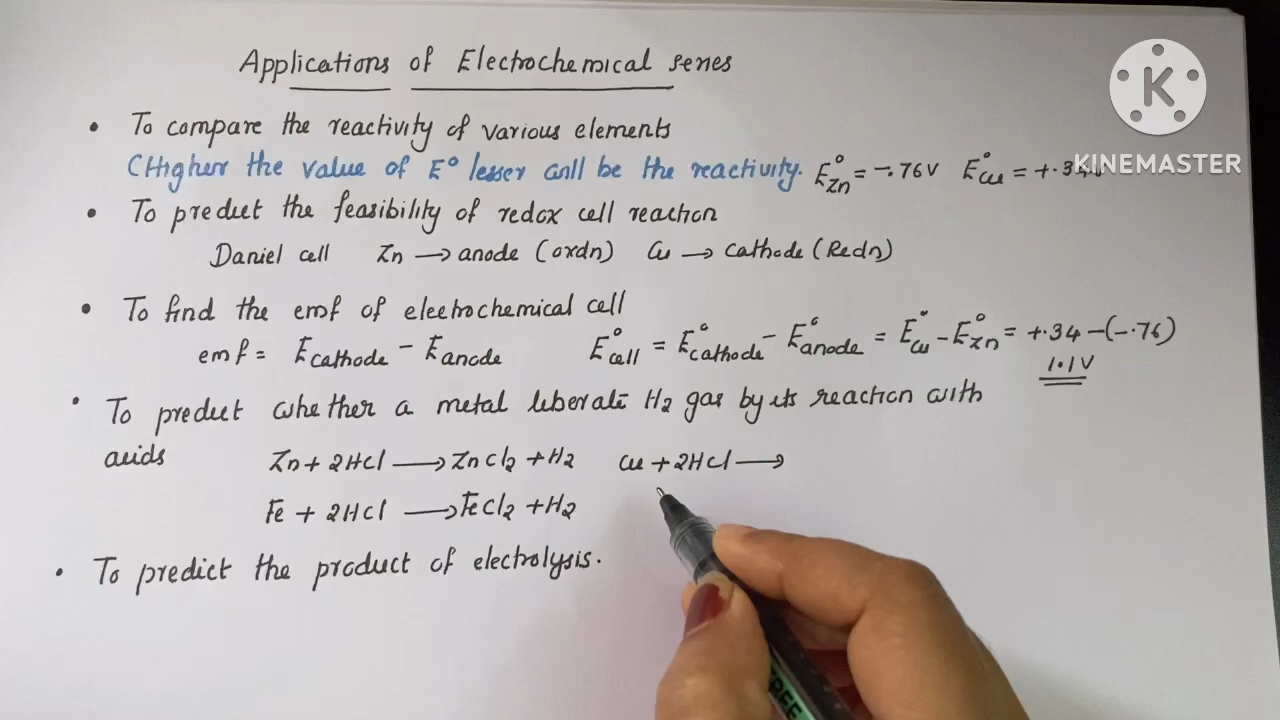 Applications of Electrochemical series
K
KINEMASTER
• To compare the reactivity of various elements
(Higher the value of E° lesser will be the reactivity. E°Zn = -.76V E°Cu = +.34V
• To predict the feasibility of redox cell reaction
Daniel cell Zn → anode (oxdn) Cu → cathode (Redn)
• To find the emf of electrochemical cell
emf = Ecathode - Eanode E°cell = E°cathode - E°anode = E°Cu - E°Zn = +.34 - (-.76)
1.1V
• To predict whether a metal liberate H2 gas by its reaction with
acids Zn + 2HCl → ZnCl2 + H2 Cu + 2HCl →
Fe + 2HCl → FeCl2 + H2
• To predict the product of electrolysis.